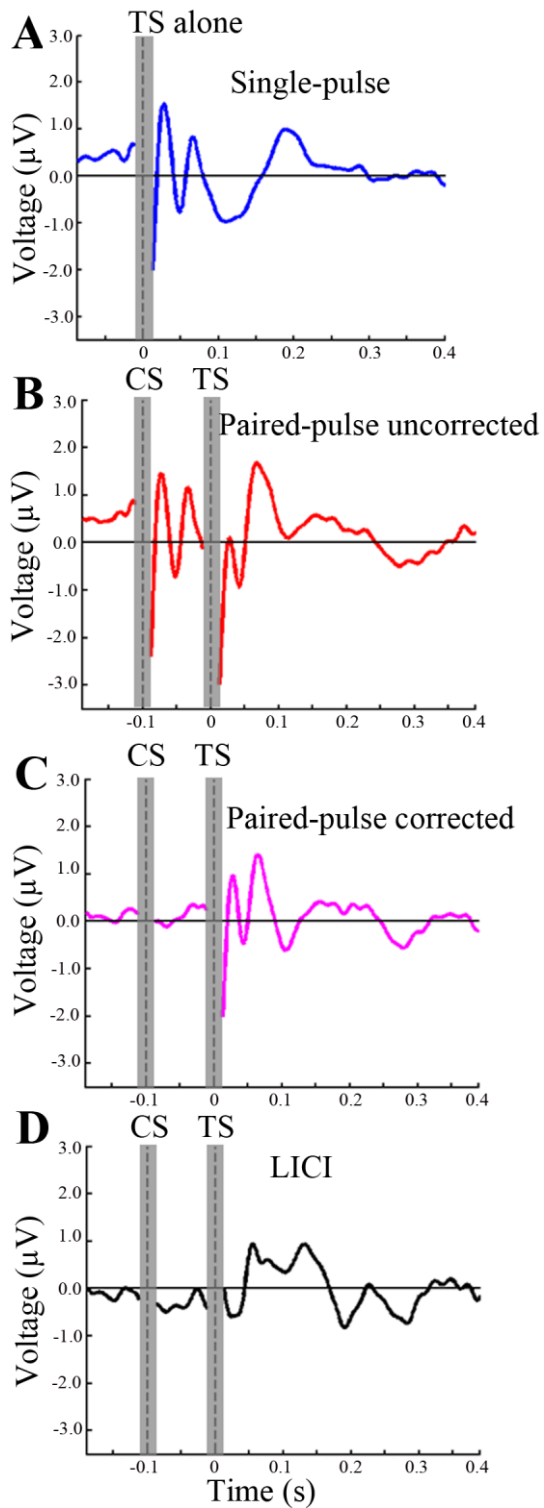 A
TS alone
Single-pulse
Voltage (µV)
3.0
1.0
0.0
-1.0
-2.0
-3.0
0
0.1
0.2
0.3
0.4
B
CS
TS
Paired-pulse uncorrected
Voltage (µV)
3.0
2.0
1.0
0.0
-1.0
-2.0
-3.0
-0.1
0
0.1
0.2
0.3
0.4
C
CS
TS
Paired-pulse corrected
Voltage (µV)
3.0
2.0
1.0
0.0
-1.0
-2.0
-3.0
-0.1
0
0.1
0.2
0.3
0.4
D
CS
TS
LICI
Voltage (µV)
3.0
2.0
1.0
0.0
-1.0
-2.0
-3.0
-0.1
0
0.1
0.2
0.3
0.4
Time (s)